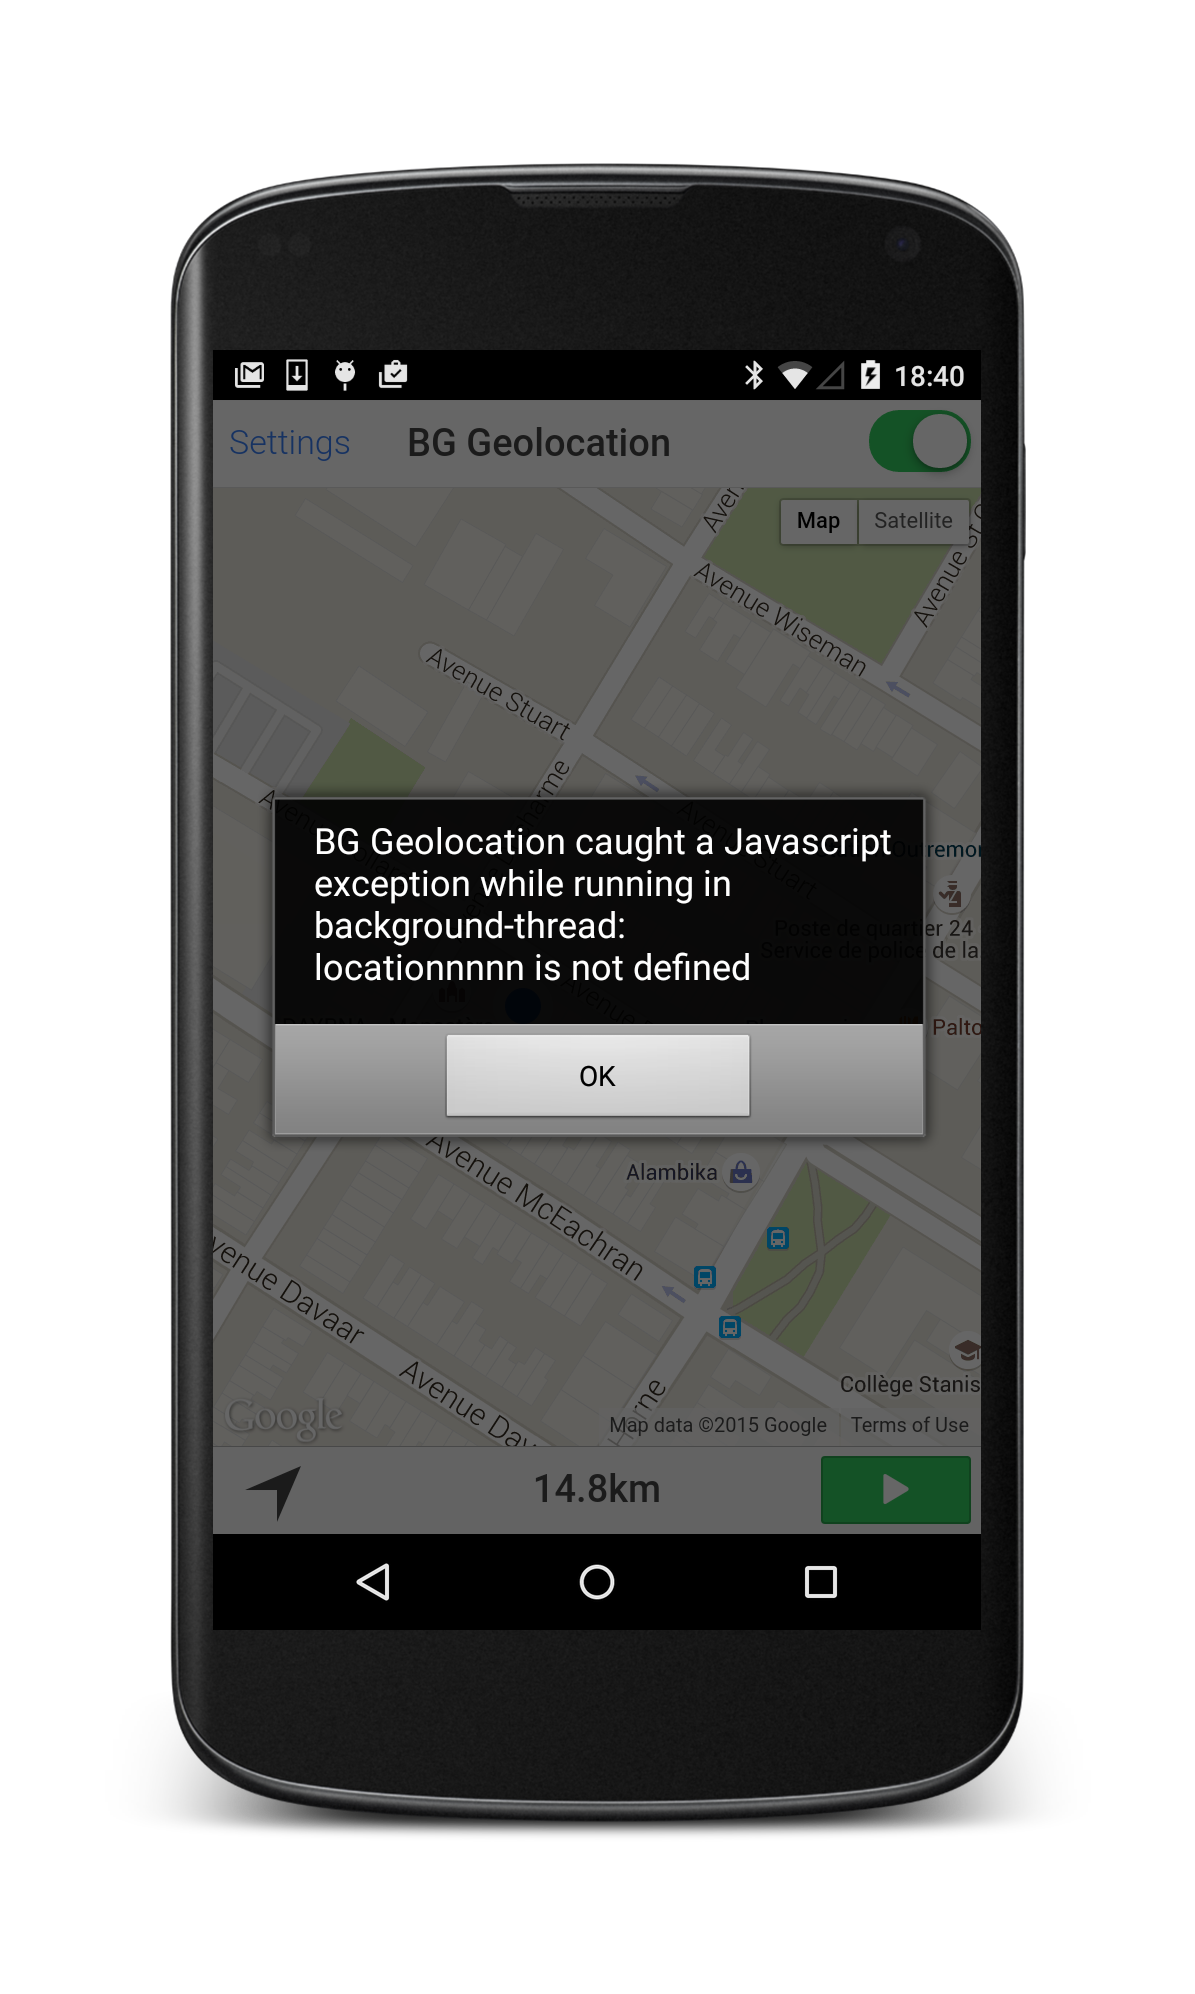 18:40
Settings
BG Geolocation
Map
Satellite
Avenue Wiseman
Avenue St
Avenue Stuart
BG Geolocation caught a Javascript
exception while running in
background-thread:
locationnnnn is not defined
OK
Poste de quartier 24
Service de police de la
Palto
Alambika
Avenue McEachran
venue Davaar
Avenue Dav
Collège Stanis
Google
Map data ©2015 Google
Terms of Use
14.8km